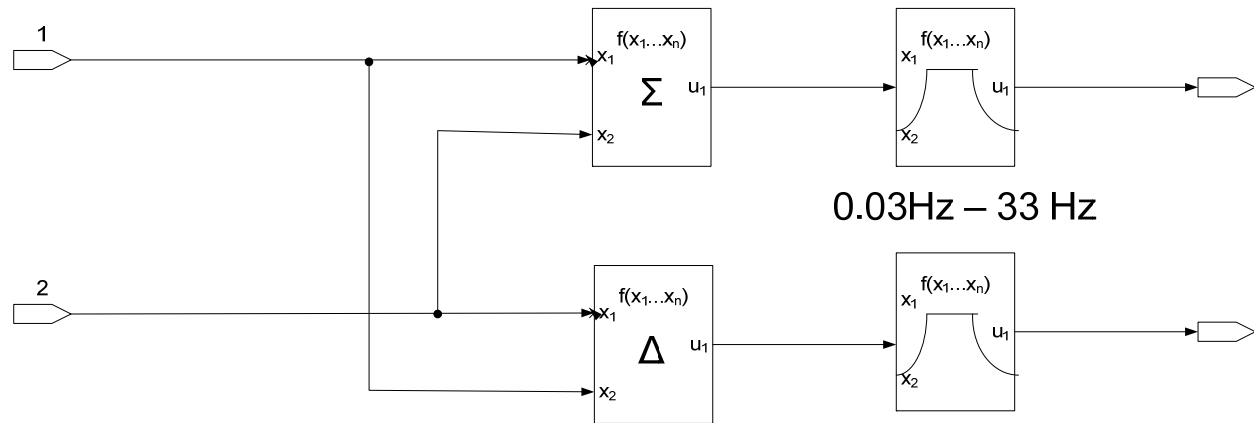 1
f(x₁...xₙ)
x₁
Σ
u₁
x₂
f(x₁...xₙ)
x₁
u₁
x₂
0.03Hz – 33 Hz
2
f(x₁...xₙ)
x₁
Δ
u₁
x₂
f(x₁...xₙ)
x₁
u₁
x₂